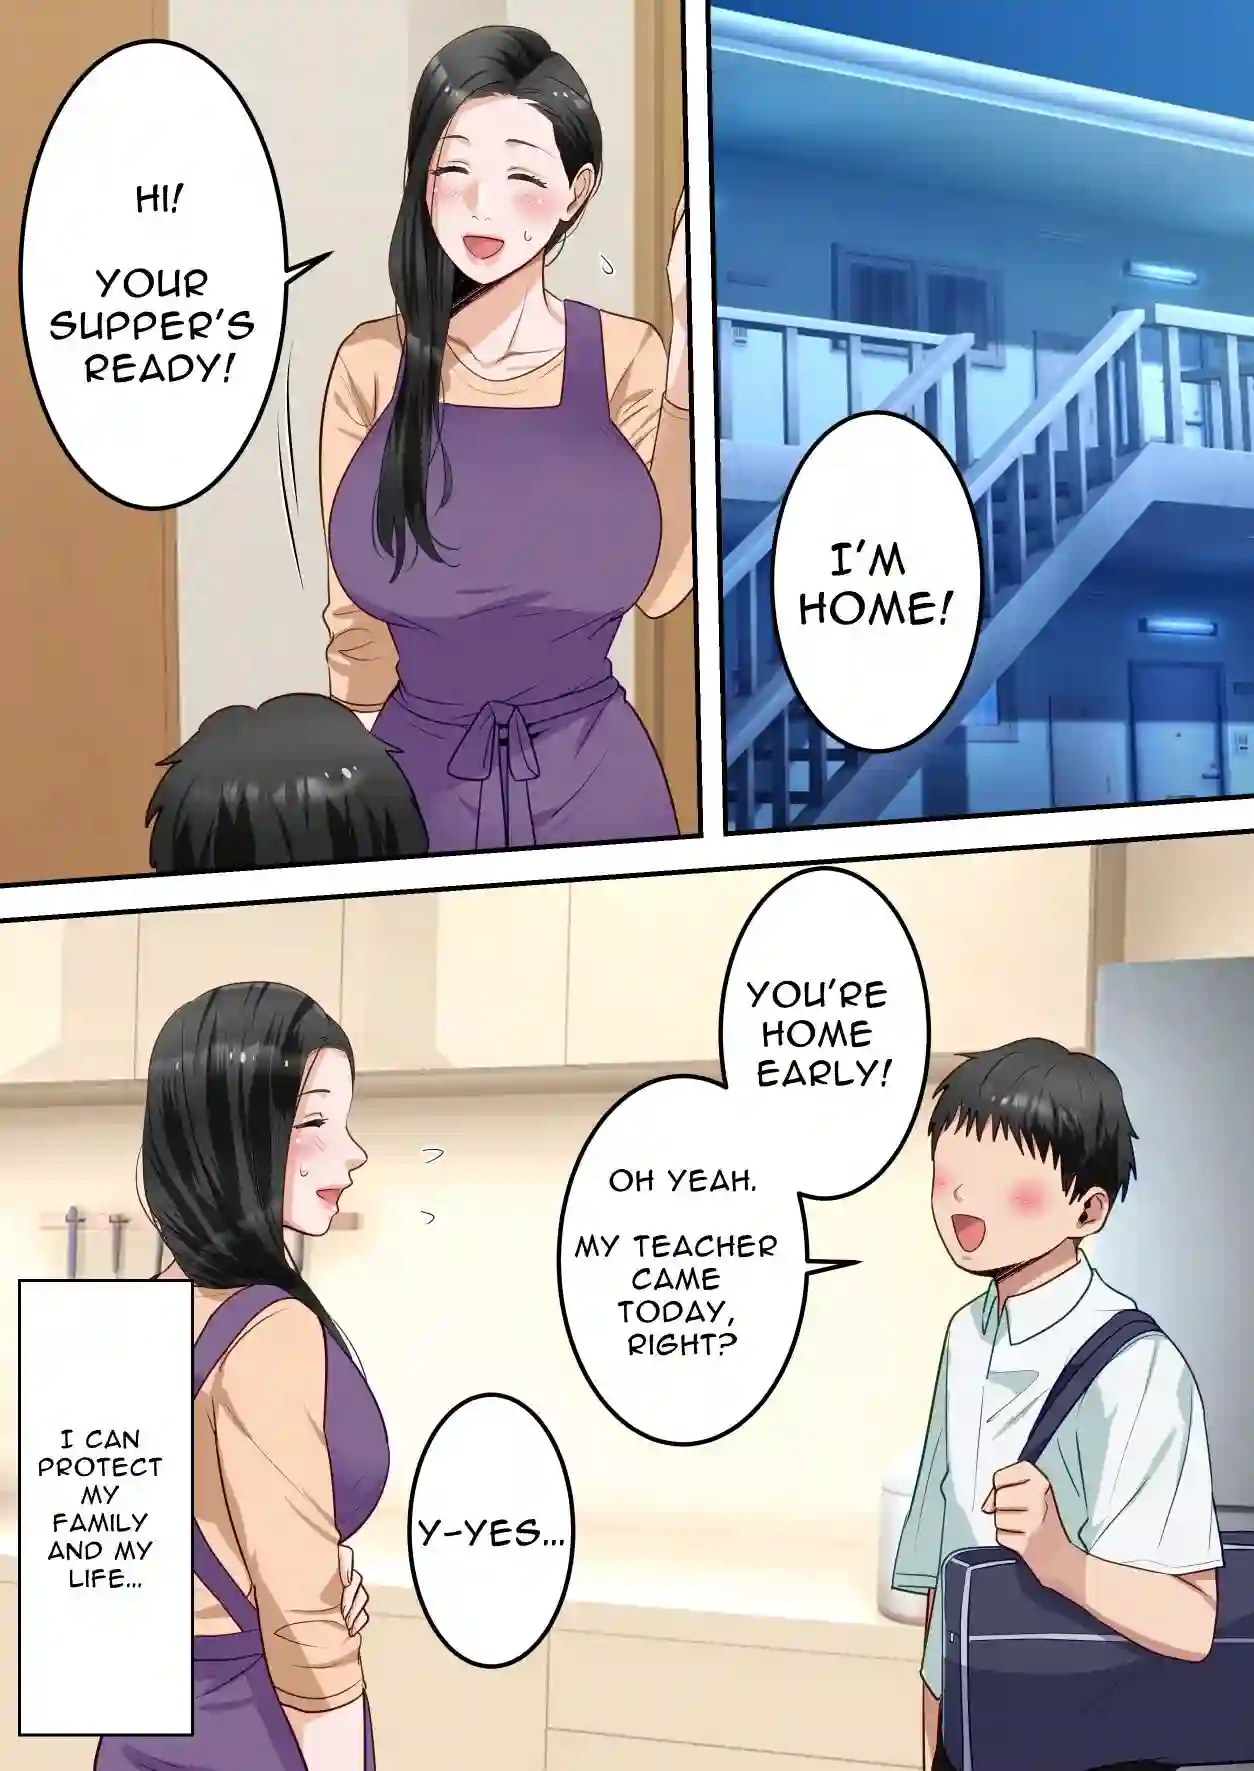 I'M
HOME!
HI!
YOUR
SUPPER'S
READY!
YOU'RE
HOME
EARLY!
OH YEAH.
MY TEACHER
CAME
TODAY,
RIGHT?
Y-YES...
I CAN
PROTECT
MY
FAMILY
AND MY
LIFE...